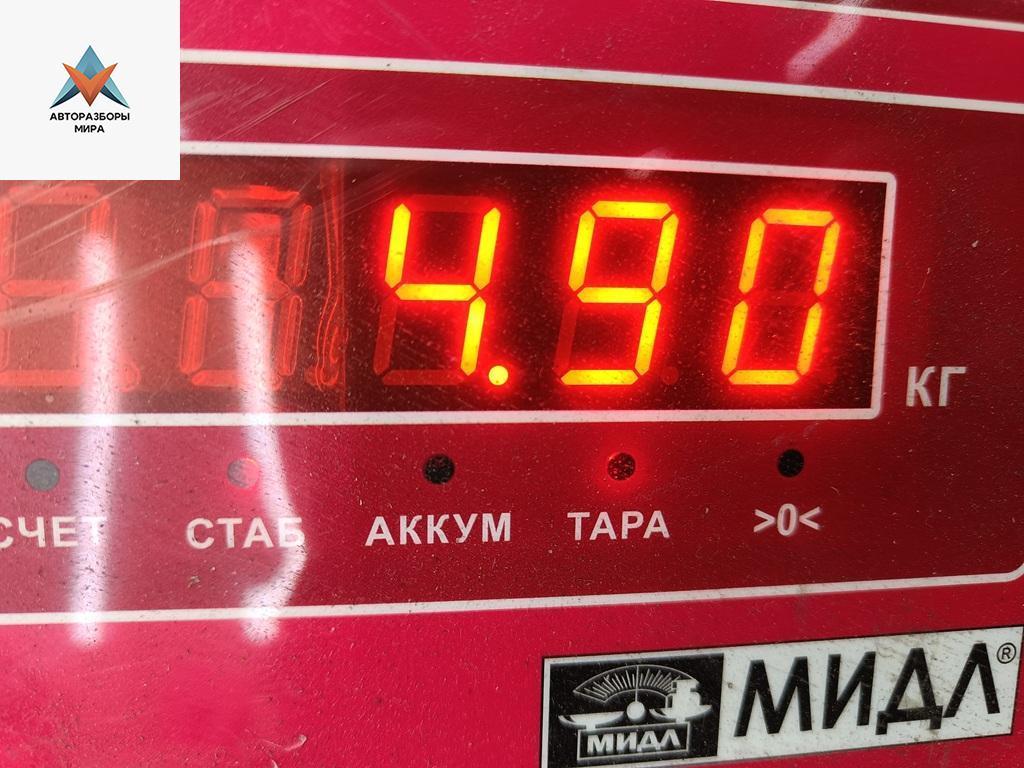 АВТОРАЗБОРЫ
МИРА
4.90
КГ
СЧЕТ СТАБ АККУМ ТАРА >0<
МИДЛ МИДЛ®